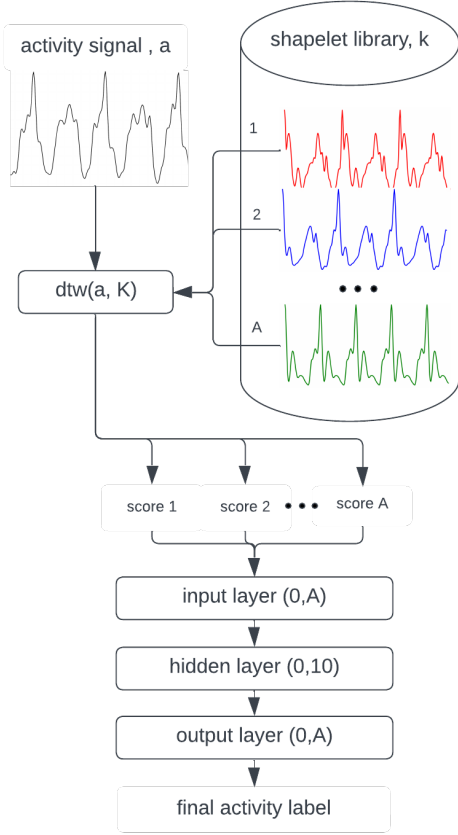 activity signal , a
shapelet library, k
1
2
A
dtw(a, K)
score 1
score 2
score A
input layer (0,A)
hidden layer (0,10)
output layer (0,A)
final activity label